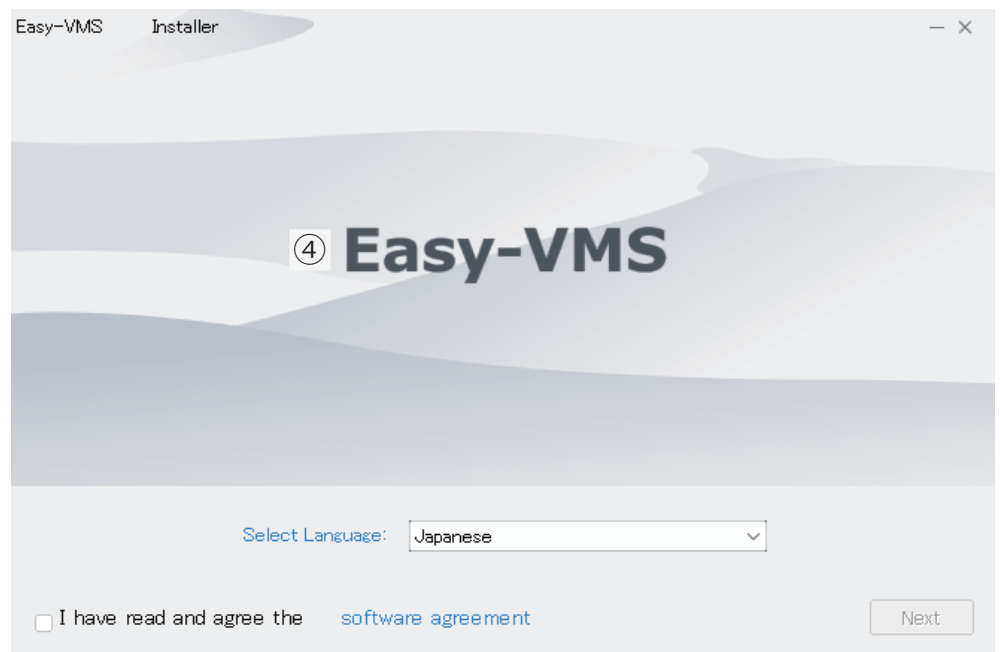 Easy-VMS Installer
④ Easy-VMS
Select Language: Japanese
I have read and agree the software agreement
Next